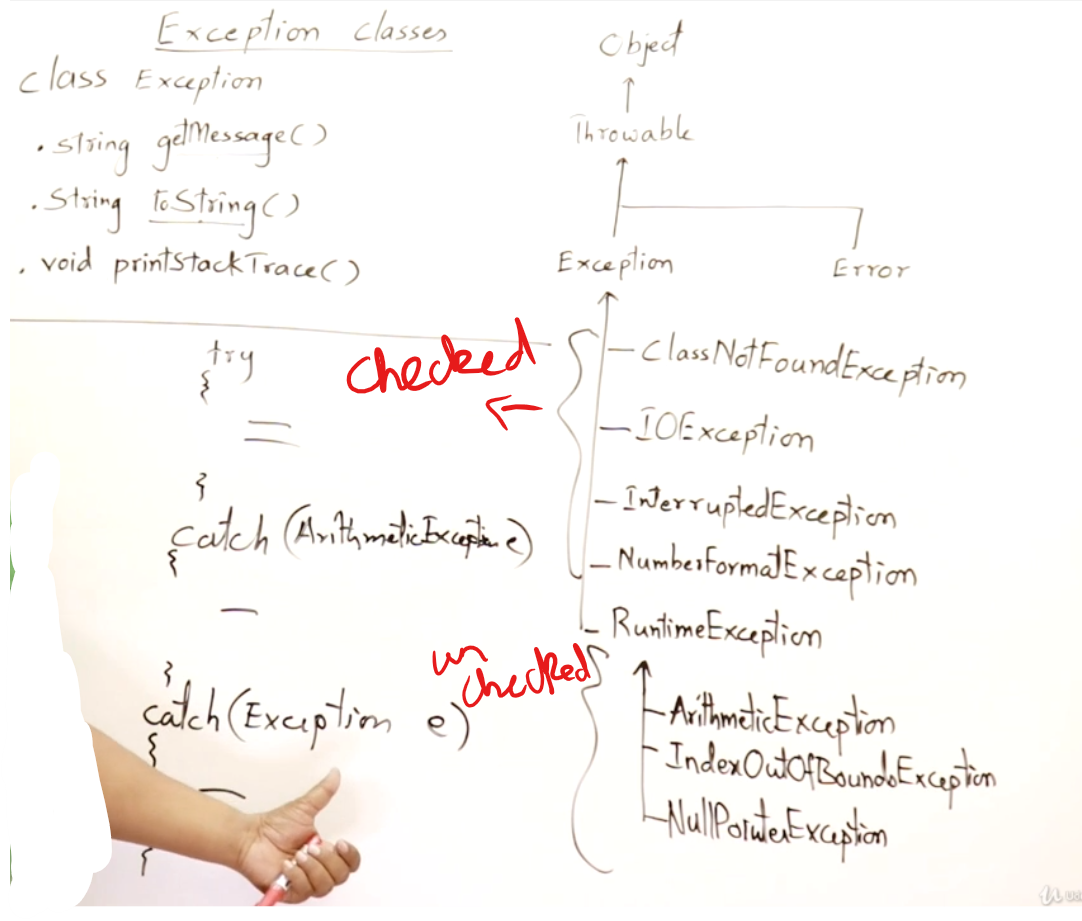 Exception classes
class Exception
. string getMessage()
. String toString()
. void printStackTrace()
try
{
}
catch (ArithmeticException e)
{
}
catch(Exception e)
{
}
Object
Throwable
Exception
Error
checked
ClassNotFoundException
IOException
InterruptedException
NumberFormatException
RuntimeException
un
checked
ArithmeticException
IndexOutOfBoundsException
NullPointerException